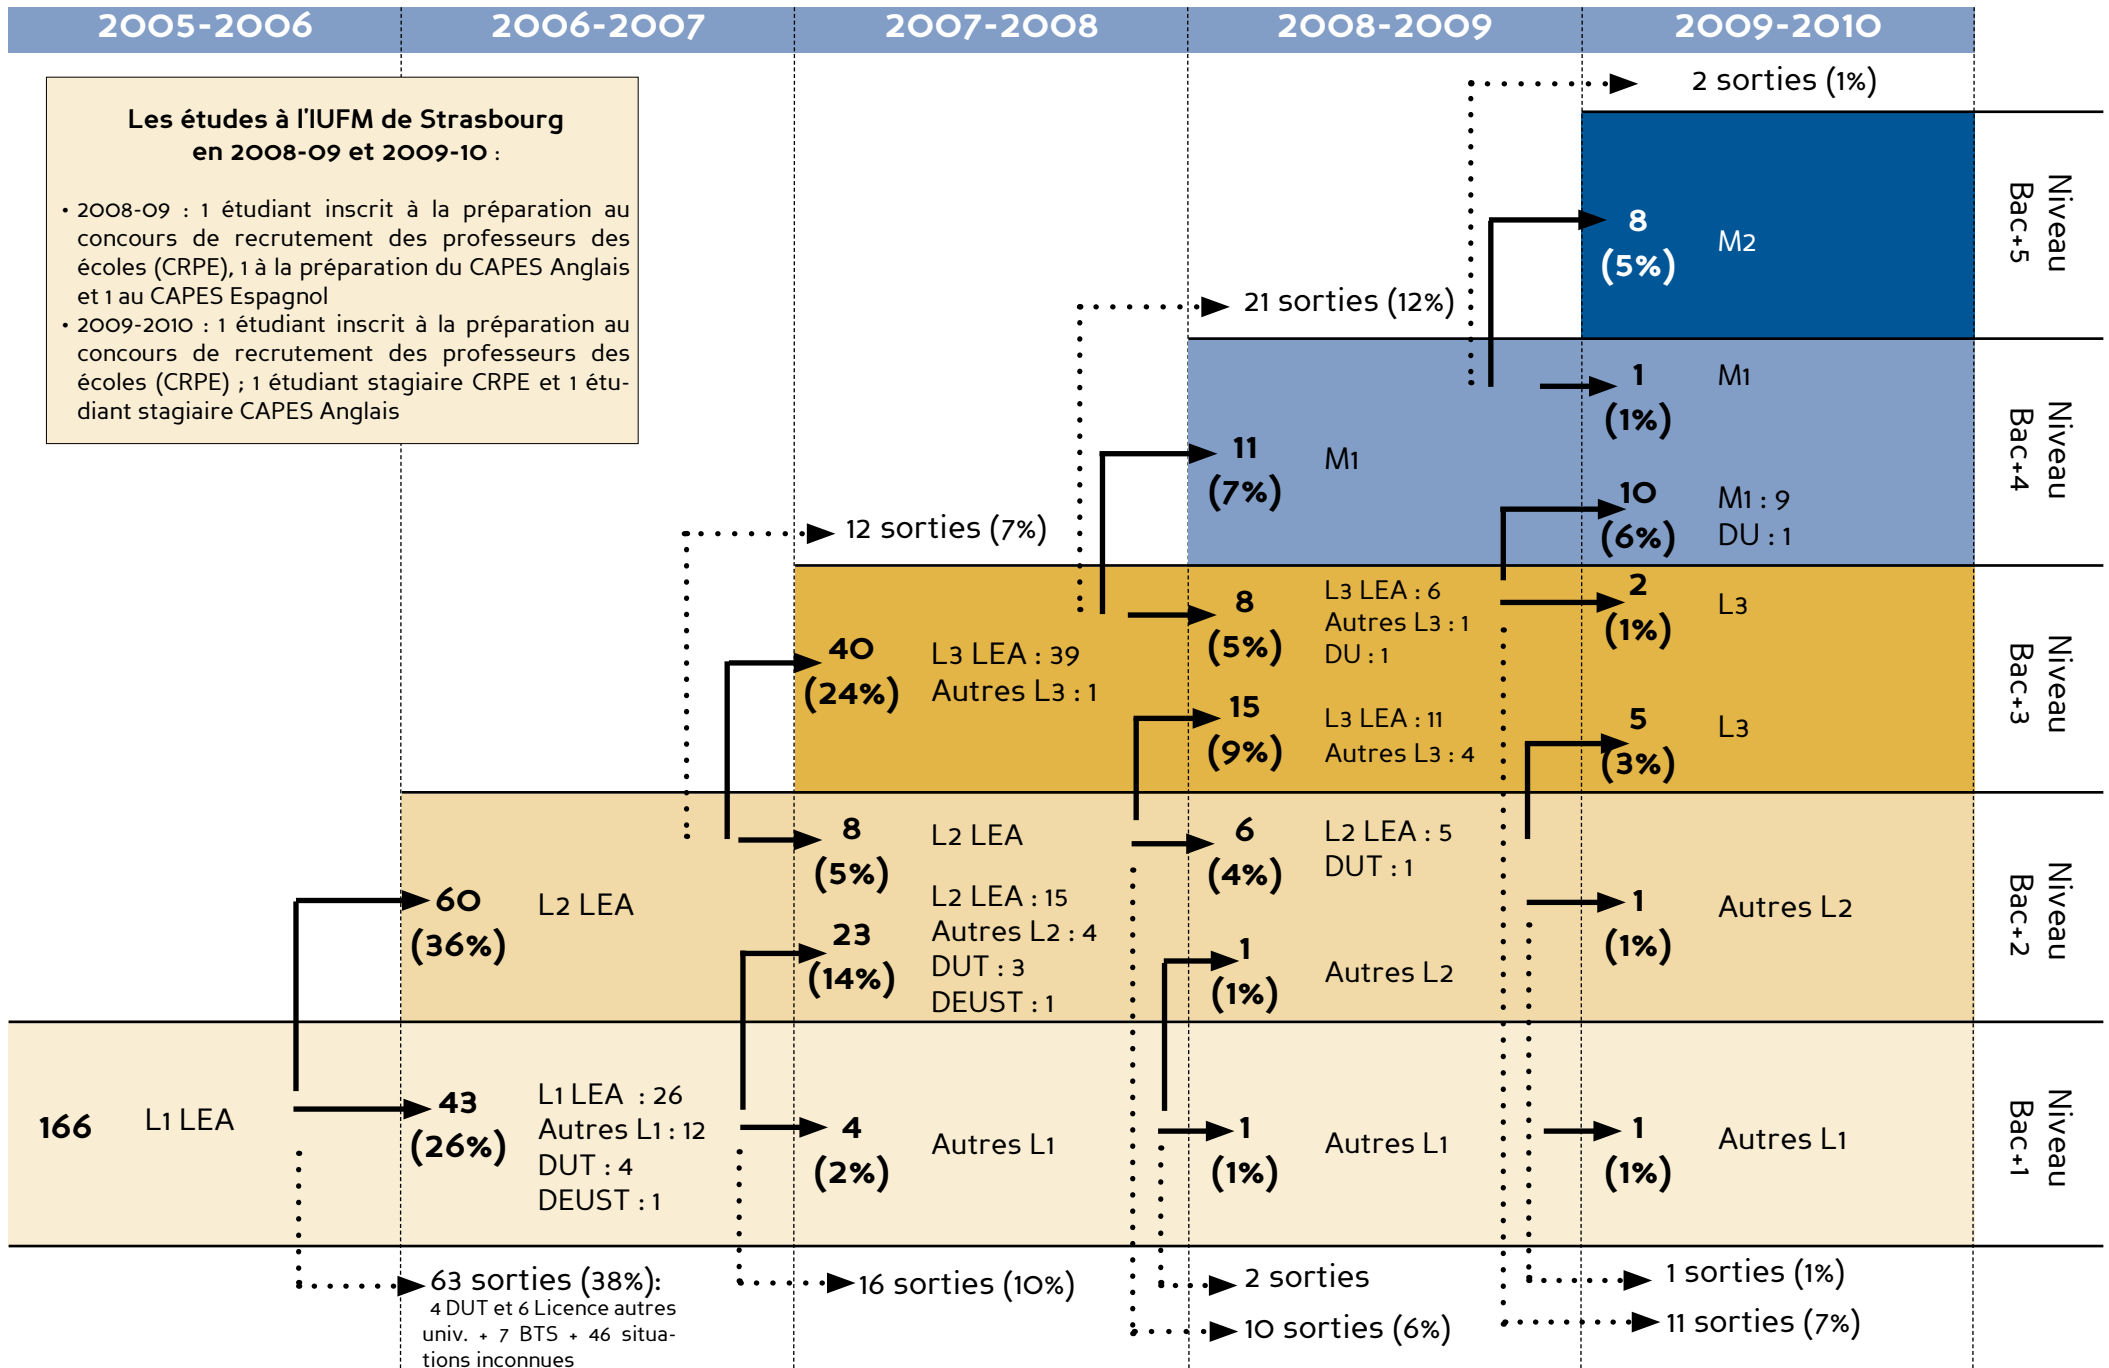 2005-2006
2006-2007
2007-2008
2008-2009
2009-2010
Les études à l'IUFM de Strasbourg
en 2008-09 et 2009-10 :
• 2008-09 : 1 étudiant inscrit à la préparation au
concours de recrutement des professeurs des
écoles (CRPE), 1 à la préparation du CAPES Anglais
et 1 au CAPES Espagnol
• 2009-2010 : 1 étudiant inscrit à la préparation au
concours de recrutement des professeurs des
écoles (CRPE) ; 1 étudiant stagiaire CRPE et 1 étu-
diant stagiaire CAPES Anglais
2 sorties (1%)
8
(5%)
M2
Niveau
Bac+5
21 sorties (12%)
11
(7%)
M1
1
(1%)
M1
10
(6%)
M1 : 9
DU : 1
Niveau
Bac+4
12 sorties (7%)
40
(24%)
L3 LEA : 39
Autres L3 : 1
8
(5%)
L3 LEA : 6
Autres L3 : 1
DU : 1
15
(9%)
L3 LEA : 11
Autres L3 : 4
2
(1%)
L3
5
(3%)
L3
Niveau
Bac+3
60
(36%)
L2 LEA
8
(5%)
L2 LEA
23
(14%)
L2 LEA : 15
Autres L2 : 4
DUT : 3
DEUST : 1
6
(4%)
L2 LEA : 5
DUT : 1
1
(1%)
Autres L2
1
(1%)
Autres L2
Niveau
Bac+2
166
L1 LEA
43
(26%)
L1 LEA : 26
Autres L1 : 12
DUT : 4
DEUST : 1
4
(2%)
Autres L1
1
(1%)
Autres L1
1
(1%)
Autres L1
Niveau
Bac+1
63 sorties (38%):
4 DUT et 6 Licence autres
univ. + 7 BTS + 46 situa-
tions inconnues
16 sorties (10%)
2 sorties
10 sorties (6%)
1 sorties (1%)
11 sorties (7%)